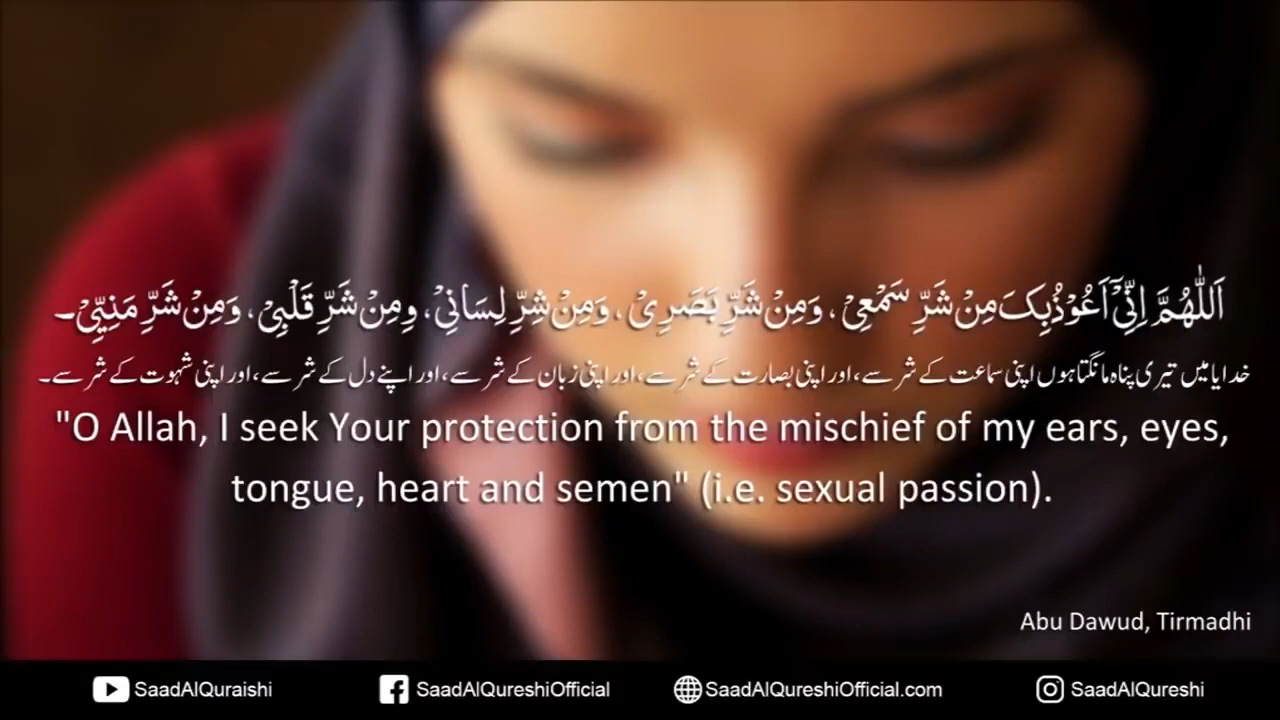 اَللّٰهُمَّ اِنِّيْٓ اَعُوْذُبِکَ مِنْ شَرِّ سَمْعِیْ، وَمِنْ شَرِّ بَصَرِیْ، وَمِنْ شِرِّ لِسَانِیْ، وِمِنْ شَرِّ قَلْبِیْ، وَمِنْ شَرِّ مَنِیِّیْ۔
خدایا میں تیری پناہ مانگتا ہوں اپنی سماعت کے شر سے، اور اپنی بصارت کے شر سے، اور اپنی زبان کے شر سے، اور اپنے دل کے شر سے، اور اپنی شہوت کے شر سے۔
"O Allah, I seek Your protection from the mischief of my ears, eyes,
tongue, heart and semen" (i.e. sexual passion).
Abu Dawud, Tirmadhi
SaadAlQuraishi SaadAlQureshiOfficial SaadAlQureshiOfficial.com SaadAlQureshi